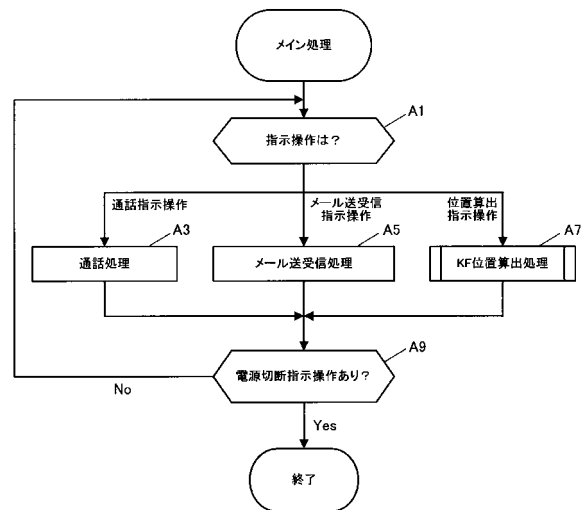 メイン処理
A1
指示操作は？
通話指示操作
メール送受信
指示操作
位置算出
指示操作
A3
通話処理
A5
メール送受信処理
A7
KF位置算出処理
A9
電源切断指示操作あり？
No
Yes
終了